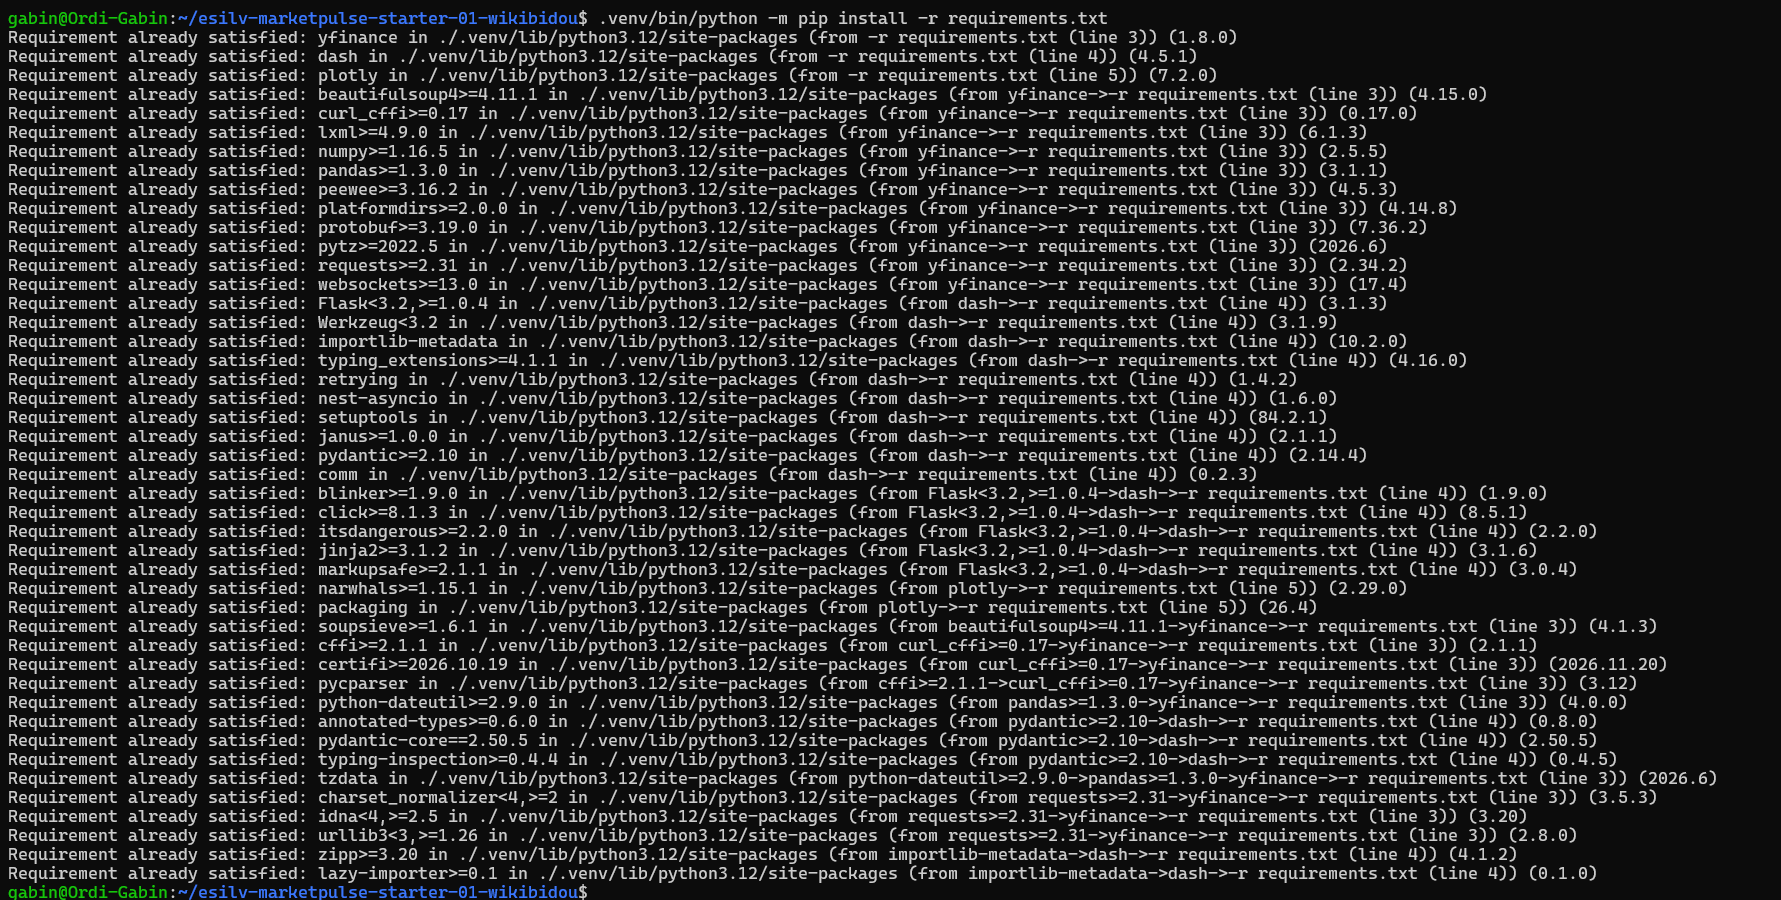 gabin@Ordi-Gabin:~/esilv-marketpulse-starter-01-wikibidou$ .venv/bin/python -m pip install -r requirements.txt
Requirement already satisfied: yfinance in ./.venv/lib/python3.12/site-packages (from -r requirements.txt (line 3)) (1.8.0)
Requirement already satisfied: dash in ./.venv/lib/python3.12/site-packages (from -r requirements.txt (line 4)) (4.5.1)
Requirement already satisfied: plotly in ./.venv/lib/python3.12/site-packages (from -r requirements.txt (line 5)) (7.2.0)
Requirement already satisfied: beautifulsoup4>=4.11.1 in ./.venv/lib/python3.12/site-packages (from yfinance->-r requirements.txt (line 3)) (4.15.0)
Requirement already satisfied: curl_cffi>=0.17 in ./.venv/lib/python3.12/site-packages (from yfinance->-r requirements.txt (line 3)) (0.17.0)
Requirement already satisfied: lxml>=4.9.0 in ./.venv/lib/python3.12/site-packages (from yfinance->-r requirements.txt (line 3)) (6.1.3)
Requirement already satisfied: numpy>=1.16.5 in ./.venv/lib/python3.12/site-packages (from yfinance->-r requirements.txt (line 3)) (2.5.5)
Requirement already satisfied: pandas>=1.3.0 in ./.venv/lib/python3.12/site-packages (from yfinance->-r requirements.txt (line 3)) (3.1.1)
Requirement already satisfied: peewee>=3.16.2 in ./.venv/lib/python3.12/site-packages (from yfinance->-r requirements.txt (line 3)) (4.5.3)
Requirement already satisfied: platformdirs>=2.0.0 in ./.venv/lib/python3.12/site-packages (from yfinance->-r requirements.txt (line 3)) (4.14.8)
Requirement already satisfied: protobuf>=3.19.0 in ./.venv/lib/python3.12/site-packages (from yfinance->-r requirements.txt (line 3)) (7.36.2)
Requirement already satisfied: pytz>=2022.5 in ./.venv/lib/python3.12/site-packages (from yfinance->-r requirements.txt (line 3)) (2026.6)
Requirement already satisfied: requests>=2.31 in ./.venv/lib/python3.12/site-packages (from yfinance->-r requirements.txt (line 3)) (2.34.2)
Requirement already satisfied: websockets>=13.0 in ./.venv/lib/python3.12/site-packages (from yfinance->-r requirements.txt (line 3)) (17.4)
Requirement already satisfied: Flask<3.2,>=1.0.4 in ./.venv/lib/python3.12/site-packages (from dash->-r requirements.txt (line 4)) (3.1.3)
Requirement already satisfied: Werkzeug<3.2 in ./.venv/lib/python3.12/site-packages (from dash->-r requirements.txt (line 4)) (3.1.9)
Requirement already satisfied: importlib-metadata in ./.venv/lib/python3.12/site-packages (from dash->-r requirements.txt (line 4)) (10.2.0)
Requirement already satisfied: typing_extensions>=4.1.1 in ./.venv/lib/python3.12/site-packages (from dash->-r requirements.txt (line 4)) (4.16.0)
Requirement already satisfied: retrying in ./.venv/lib/python3.12/site-packages (from dash->-r requirements.txt (line 4)) (1.4.2)
Requirement already satisfied: nest-asyncio in ./.venv/lib/python3.12/site-packages (from dash->-r requirements.txt (line 4)) (1.6.0)
Requirement already satisfied: setuptools in ./.venv/lib/python3.12/site-packages (from dash->-r requirements.txt (line 4)) (84.2.1)
Requirement already satisfied: janus>=1.0.0 in ./.venv/lib/python3.12/site-packages (from dash->-r requirements.txt (line 4)) (2.1.1)
Requirement already satisfied: pydantic>=2.10 in ./.venv/lib/python3.12/site-packages (from dash->-r requirements.txt (line 4)) (2.14.4)
Requirement already satisfied: comm in ./.venv/lib/python3.12/site-packages (from dash->-r requirements.txt (line 4)) (0.2.3)
Requirement already satisfied: blinker>=1.9.0 in ./.venv/lib/python3.12/site-packages (from Flask<3.2,>=1.0.4->dash->-r requirements.txt (line 4)) (1.9.0)
Requirement already satisfied: click>=8.1.3 in ./.venv/lib/python3.12/site-packages (from Flask<3.2,>=1.0.4->dash->-r requirements.txt (line 4)) (8.5.1)
Requirement already satisfied: itsdangerous>=2.2.0 in ./.venv/lib/python3.12/site-packages (from Flask<3.2,>=1.0.4->dash->-r requirements.txt (line 4)) (2.2.0)
Requirement already satisfied: jinja2>=3.1.2 in ./.venv/lib/python3.12/site-packages (from Flask<3.2,>=1.0.4->dash->-r requirements.txt (line 4)) (3.1.6)
Requirement already satisfied: markupsafe>=2.1.1 in ./.venv/lib/python3.12/site-packages (from Flask<3.2,>=1.0.4->dash->-r requirements.txt (line 4)) (3.0.4)
Requirement already satisfied: narwhals>=1.15.1 in ./.venv/lib/python3.12/site-packages (from plotly->-r requirements.txt (line 5)) (2.29.0)
Requirement already satisfied: packaging in ./.venv/lib/python3.12/site-packages (from plotly->-r requirements.txt (line 5)) (26.4)
Requirement already satisfied: soupsieve>=1.6.1 in ./.venv/lib/python3.12/site-packages (from beautifulsoup4>=4.11.1->yfinance->-r requirements.txt (line 3)) (4.1.3)
Requirement already satisfied: cffi>=2.1.1 in ./.venv/lib/python3.12/site-packages (from curl_cffi>=0.17->yfinance->-r requirements.txt (line 3)) (2.1.1)
Requirement already satisfied: certifi>=2026.10.19 in ./.venv/lib/python3.12/site-packages (from curl_cffi>=0.17->yfinance->-r requirements.txt (line 3)) (2026.11.20)
Requirement already satisfied: pycparser in ./.venv/lib/python3.12/site-packages (from cffi>=2.1.1->curl_cffi>=0.17->yfinance->-r requirements.txt (line 3)) (3.12)
Requirement already satisfied: python-dateutil>=2.9.0 in ./.venv/lib/python3.12/site-packages (from pandas>=1.3.0->yfinance->-r requirements.txt (line 3)) (4.0.0)
Requirement already satisfied: annotated-types>=0.6.0 in ./.venv/lib/python3.12/site-packages (from pydantic>=2.10->dash->-r requirements.txt (line 4)) (0.8.0)
Requirement already satisfied: pydantic-core==2.50.5 in ./.venv/lib/python3.12/site-packages (from pydantic>=2.10->dash->-r requirements.txt (line 4)) (2.50.5)
Requirement already satisfied: typing-inspection>=0.4.4 in ./.venv/lib/python3.12/site-packages (from pydantic>=2.10->dash->-r requirements.txt (line 4)) (0.4.5)
Requirement already satisfied: tzdata in ./.venv/lib/python3.12/site-packages (from python-dateutil>=2.9.0->pandas>=1.3.0->yfinance->-r requirements.txt (line 3)) (2026.6)
Requirement already satisfied: charset_normalizer<4,>=2 in ./.venv/lib/python3.12/site-packages (from requests>=2.31->yfinance->-r requirements.txt (line 3)) (3.5.3)
Requirement already satisfied: idna<4,>=2.5 in ./.venv/lib/python3.12/site-packages (from requests>=2.31->yfinance->-r requirements.txt (line 3)) (3.20)
Requirement already satisfied: urllib3<3,>=1.26 in ./.venv/lib/python3.12/site-packages (from requests>=2.31->yfinance->-r requirements.txt (line 3)) (2.8.0)
Requirement already satisfied: zipp>=3.20 in ./.venv/lib/python3.12/site-packages (from importlib-metadata->dash->-r requirements.txt (line 4)) (4.1.2)
Requirement already satisfied: lazy-importer>=0.1 in ./.venv/lib/python3.12/site-packages (from importlib-metadata->dash->-r requirements.txt (line 4)) (0.1.0)
gabin@Ordi-Gabin:~/esilv-marketpulse-starter-01-wikibidou$